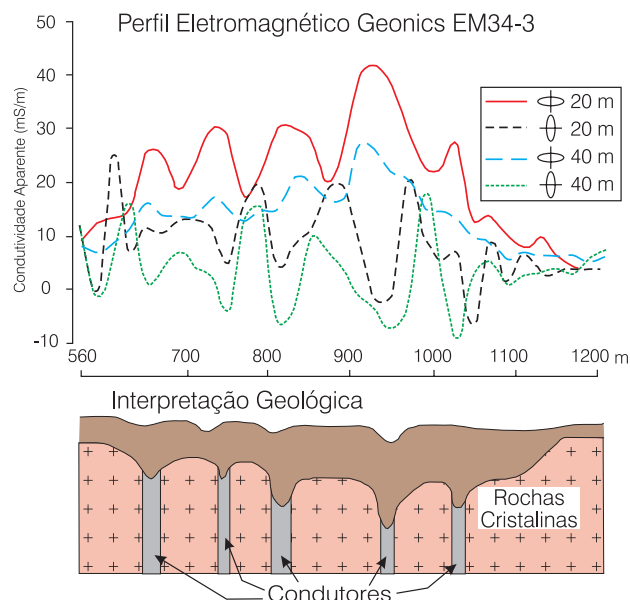 Perfil Eletromagnético Geonics EM34-3
Condutividade Aparente (mS/m)
50
40
30
20
10
0
-10
20 m
20 m
40 m
40 m
560 700 800 900 1000 1100 1200 m
Interpretação Geológica
Rochas
Cristalinas
Condutores